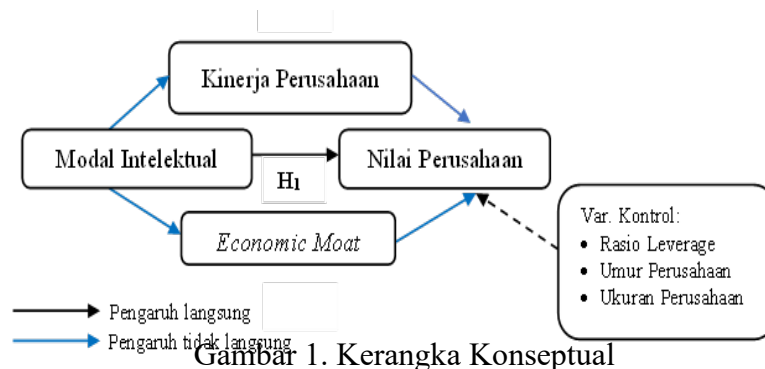 Kinerja Perusahaan
Modal Intelektual
H1
Nilai Perusahaan
Economic Moat
Var. Kontrol:
• Rasio Leverage
• Umur Perusahaan
• Ukuran Perusahaan
Pengaruh langsung
Pengaruh tidak langsung
Gambar 1. Kerangka Konseptual